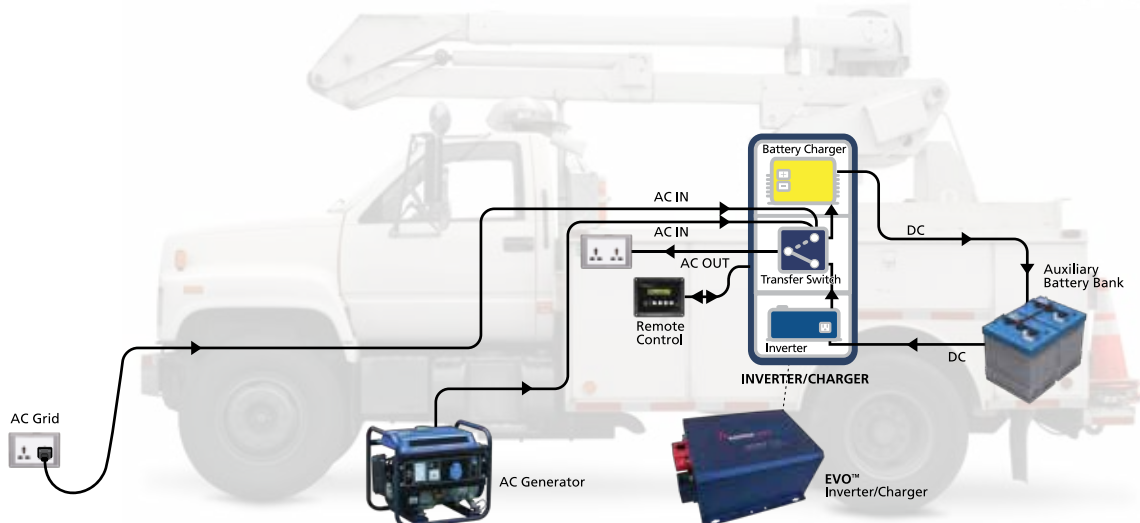 Battery Charger
AC IN
AC IN
AC OUT
Transfer Switch
DC
Auxiliary
Battery Bank
Remote
Control
Inverter
DC
INVERTER/CHARGER
AC Grid
AC Generator
EVO™
Inverter/Charger